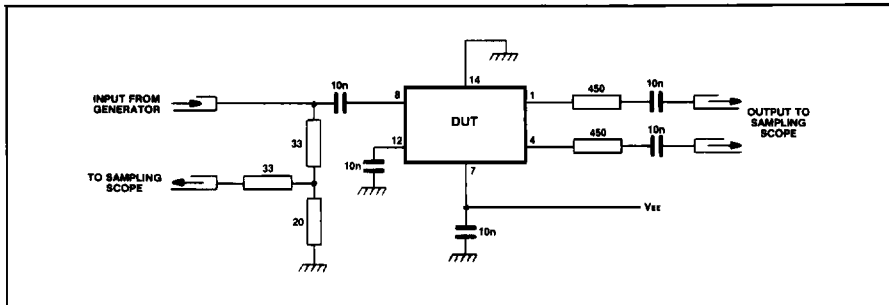 14
10n
450
10n
INPUT FROM
GENERATOR
8
1
OUTPUT TO
SAMPLING
SCOPE
DUT
33
12
450
10n
4
10n
TO SAMPLING
SCOPE
33
7
20
VEE
10n